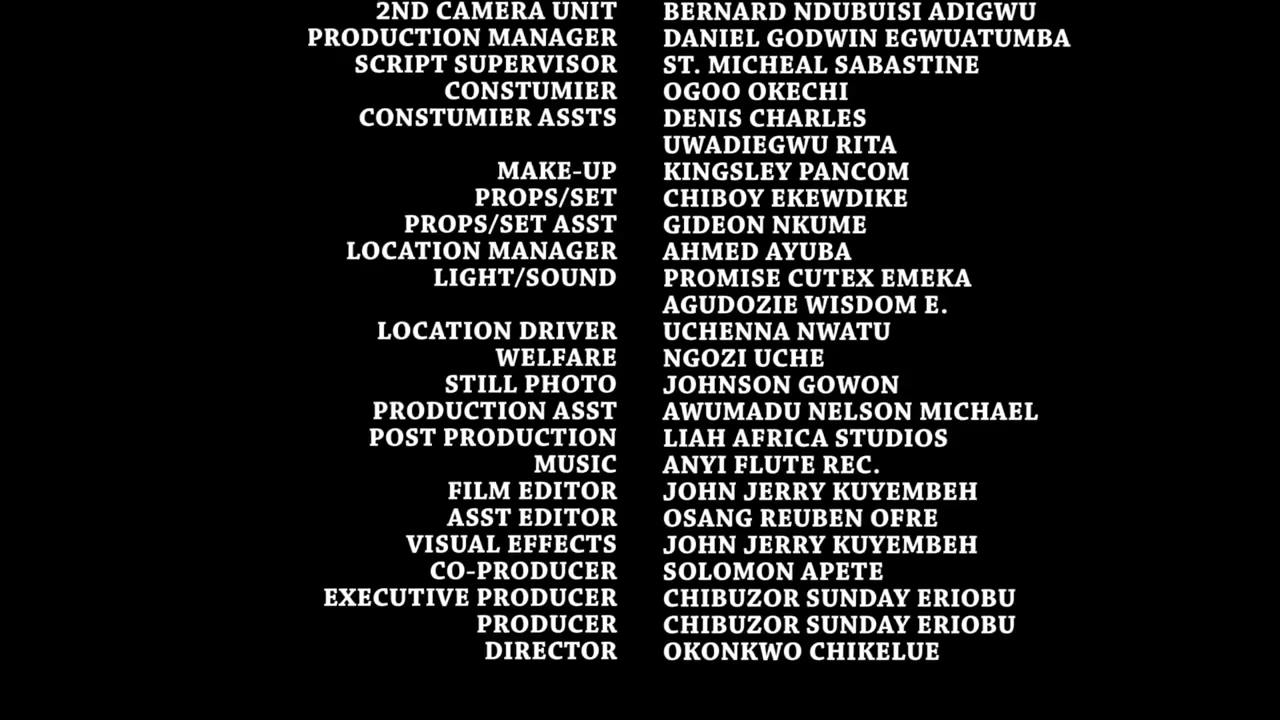 2ND CAMERA UNIT BERNARD NDUBUISI ADIGWU
PRODUCTION MANAGER DANIEL GODWIN EGWUATUMBA
SCRIPT SUPERVISOR ST. MICHEAL SABASTINE
CONSTUMIER OGOO OKECHI
CONSTUMIER ASSTS DENIS CHARLES
UWADIEGWU RITA
MAKE-UP KINGSLEY PANCOM
PROPS/SET CHIBOY EKEWDIKE
PROPS/SET ASST GIDEON NKUME
LOCATION MANAGER AHMED AYUBA
LIGHT/SOUND PROMISE CUTEX EMEKA
AGUDOZIE WISDOM E.
LOCATION DRIVER UCHENNA NWATU
WELFARE NGOZI UCHE
STILL PHOTO JOHNSON GOWON
PRODUCTION ASST AWUMADU NELSON MICHAEL
POST PRODUCTION LIAH AFRICA STUDIOS
MUSIC ANYI FLUTE REC.
FILM EDITOR JOHN JERRY KUYEMBEH
ASST EDITOR OSANG REUBEN OFRE
VISUAL EFFECTS JOHN JERRY KUYEMBEH
CO-PRODUCER SOLOMON APETE
EXECUTIVE PRODUCER CHIBUZOR SUNDAY ERIOBU
PRODUCER CHIBUZOR SUNDAY ERIOBU
DIRECTOR OKONKWO CHIKELUE